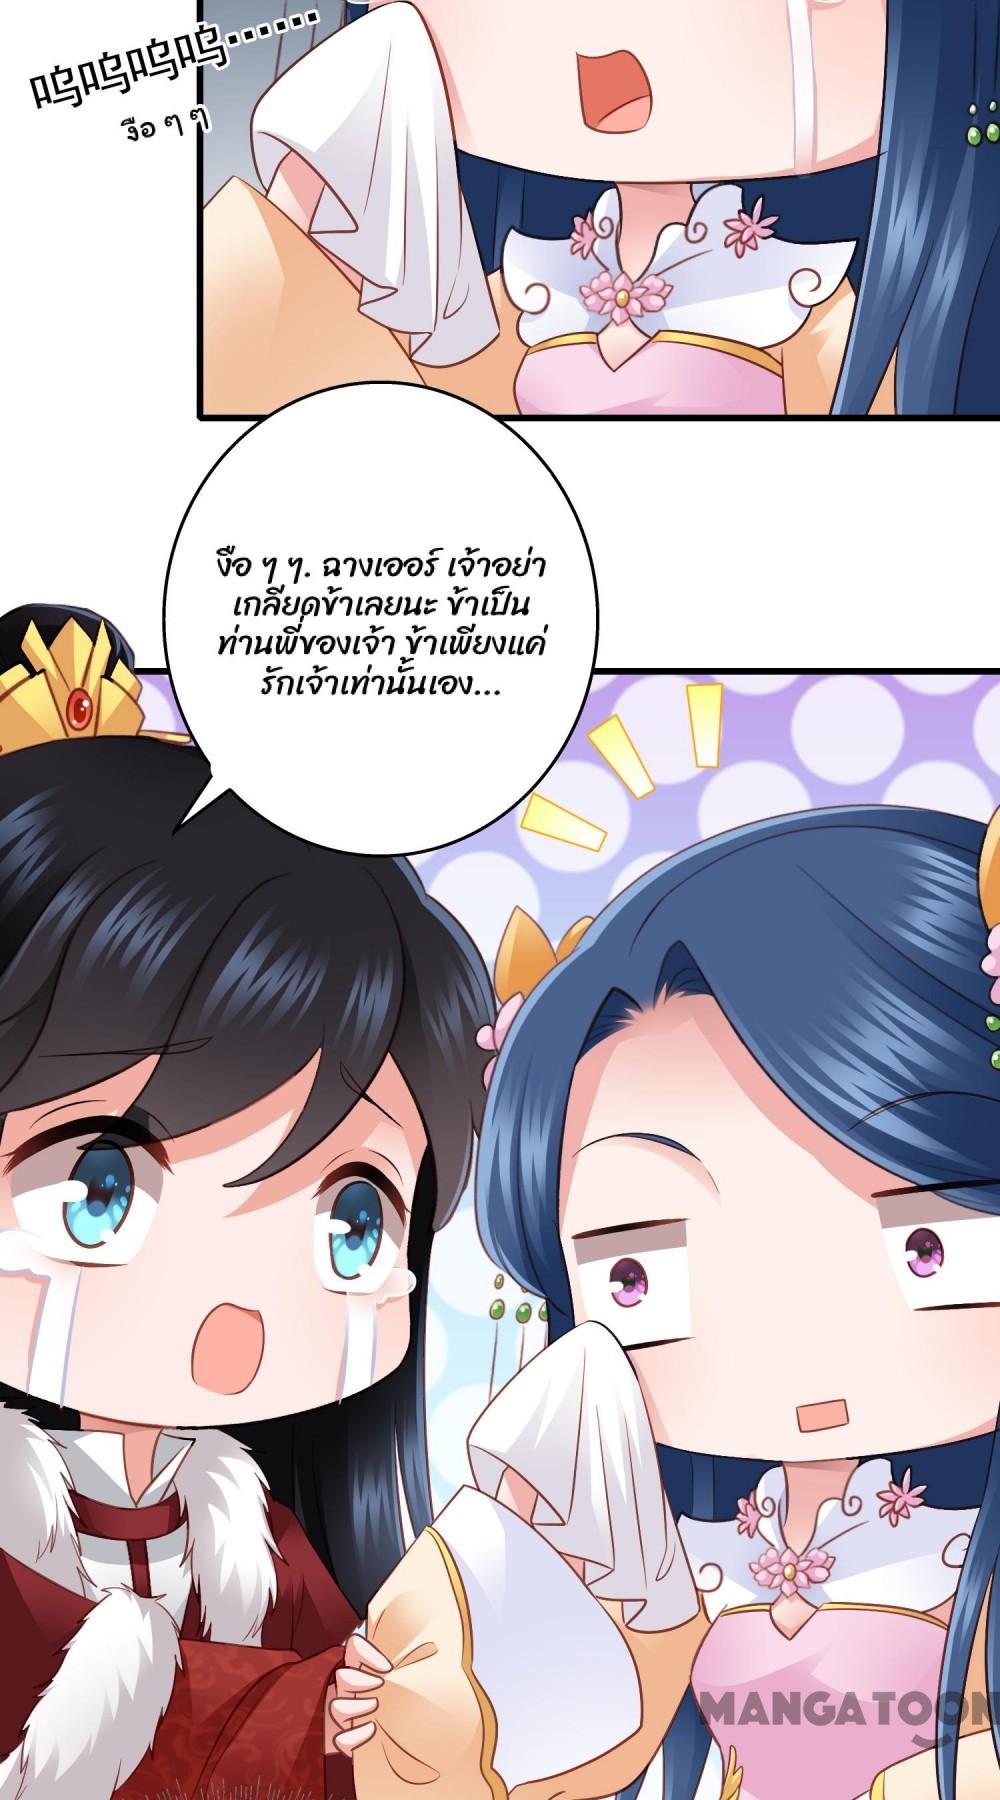 呜呜呜呜……
งือ ๆ ๆ
งือ ๆ ๆ. ฉางเออร์ เจ้าอย่า
เกลียดข้าเลยนะ ข้าเป็น
ท่านพี่ของเจ้า ข้าเพียงแค่
รักเจ้าเท่านั้นเอง...
MANGATOON